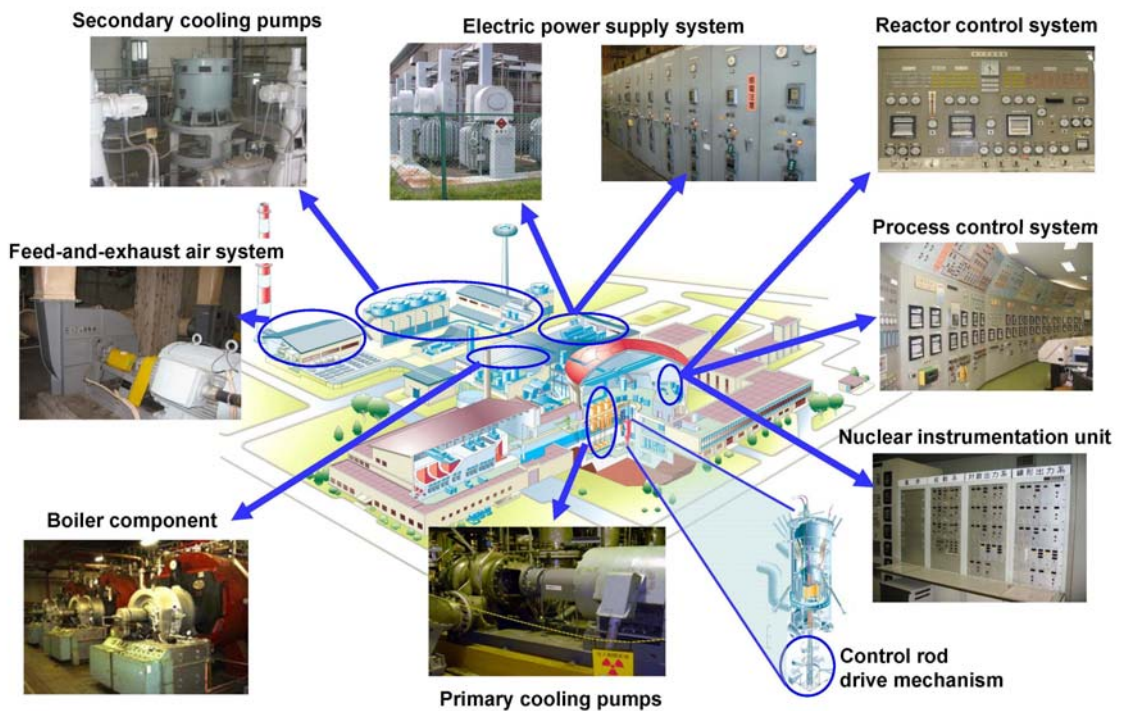 Secondary cooling pumps
Electric power supply system
Reactor control system
Feed-and-exhaust air system
Process control system
Nuclear instrumentation unit
Boiler component
Primary cooling pumps
Control rod
drive mechanism